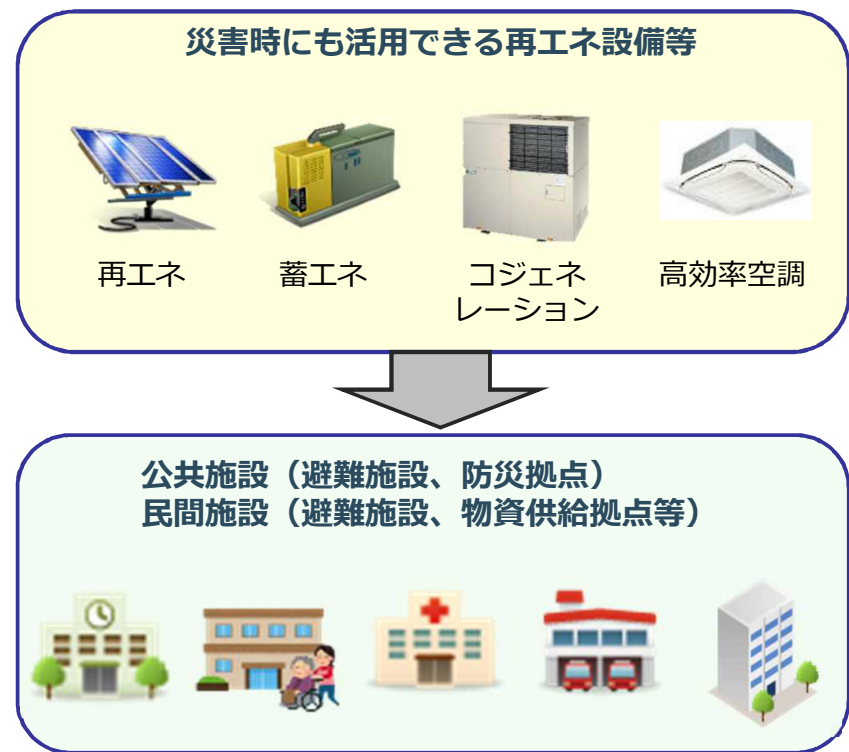 災害時にも活用できる再エネ設備等
再エネ
蓄エネ
コジェネ
レーション
高効率空調
公共施設（避難施設、防災拠点）
民間施設（避難施設、物資供給拠点等）